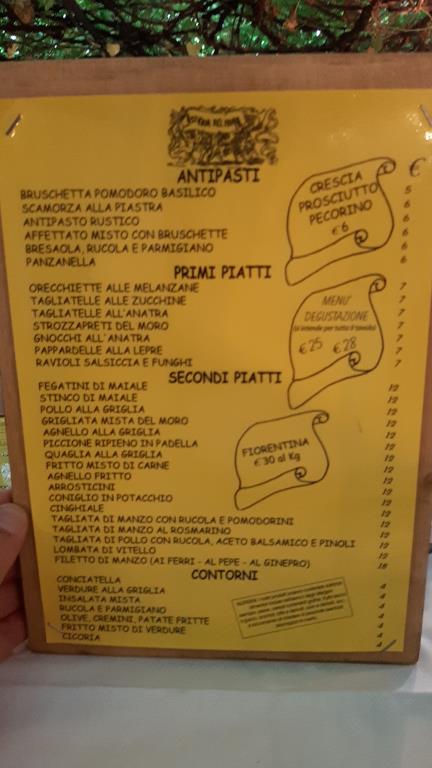 ANTIPASTI €
BRUSCHETTA POMODORO BASILICO 5
SCAMORZA ALLA PIASTRA 6
ANTIPASTO RUSTICO 6
AFFETTATO MISTO CON BRUSCHETTE 6
BRESAOLA, RUCOLA E PARMIGIANO 6
PANZANELLA 6
CRESCIA
PROSCIUTTO
PECORINO
€ 6
PRIMI PIATTI
ORECCHIETTE ALLE MELANZANE 7
TAGLIATELLE ALLE ZUCCHINE 7
TAGLIATELLE ALL'ANATRA 7
STROZZAPRETI DEL MORO 7
GNOCCHI ALL'ANATRA 7
PAPPARDELLE ALLA LEPRE 7
RAVIOLI SALSICCIA E FUNGHI 7
MENU'
DEGUSTAZIONE
(si intende per tutto il tavolo)
€ 25 € 28
SECONDI PIATTI
FEGATINI DI MAIALE 12
STINCO DI MAIALE 12
POLLO ALLA GRIGLIA 12
GRIGLIATA MISTA DEL MORO 12
AGNELLO ALLA GRIGLIA 12
PICCIONE RIPIENO IN PADELLA 12
QUAGLIA ALLA GRIGLIA 12
FRITTO MISTO DI CARNE 12
AGNELLO FRITTO 12
ARROSTICINI 12
CONIGLIO IN POTACCHIO 12
CINGHIALE 12
TAGLIATA DI MANZO CON RUCOLA E POMODORINI 12
TAGLIATA DI MANZO AL ROSMARINO 12
TAGLIATA DI POLLO CON RUCOLA, ACETO BALSAMICO E PINOLI 12
LOMBATA DI VITELLO 12
FILETTO DI MANZO (AI FERRI - AL PEPE - AL GINEPRO) 18
FIORENTINA
€ 30 al Kg
CONTORNI
CONCIATELLA 4
VERDURE ALLA GRIGLIA 4
INSALATA MISTA 4
RUCOLA E PARMIGIANO 4
OLIVE, CREMINI, PATATE FRITTE 4
FRITTO MISTO DI VERDURE 4
CICORIA 4